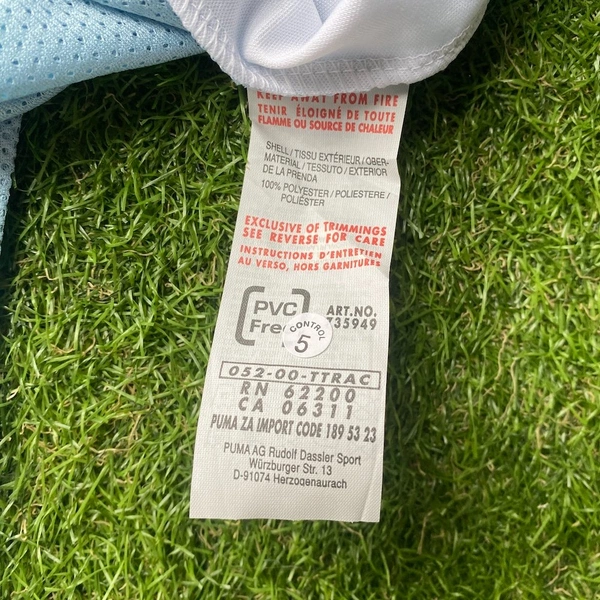 KEEP AWAY FROM FIRE
TENIR ÉLOIGNÉ DE TOUTE
FLAMME OU SOURCE DE CHALEUR
SHELL / TISSU EXTÉRIEUR / OBER-
MATERIAL / TESSUTO / EXTERIOR
DE LA PRENDA
100% POLYESTER / POLIESTERE /
POLIÉSTER
EXCLUSIVE OF TRIMMINGS
SEE REVERSE FOR CARE
INSTRUCTIONS D'ENTRETIEN
AU VERSO, HORS GARNITURES
PVC
Free
CONTROL
5
ART.NO.
735949
052-00-TTRAC
RN 62200
CA 06311
PUMA ZA IMPORT CODE 189 53 23
PUMA AG Rudolf Dassler Sport
Würzburger Str. 13
D-91074 Herzogenaurach